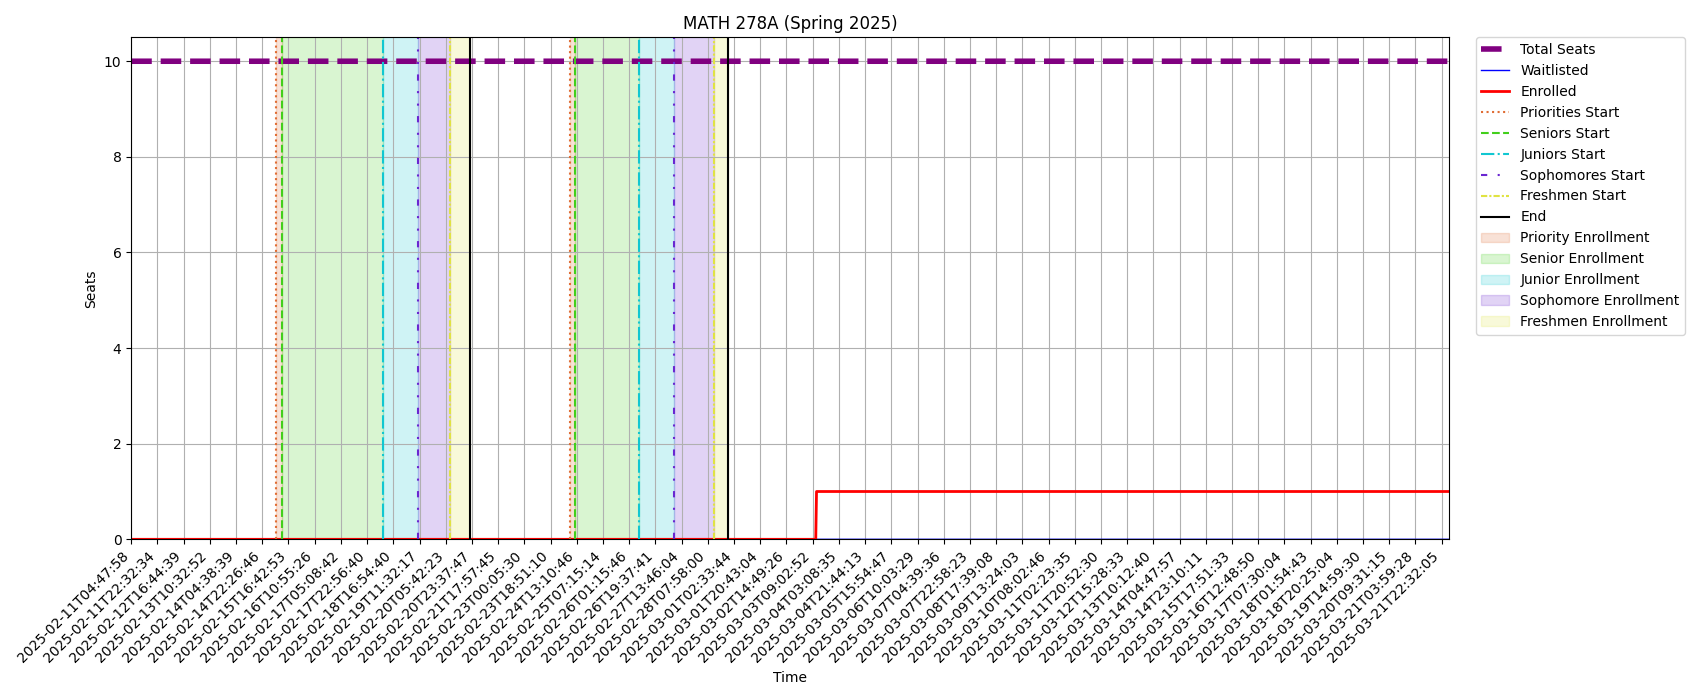 MATH 278A (Spring 2025)
Total Seats
Waitlisted
Enrolled
Priorities Start
Seniors Start
Juniors Start
Sophomores Start
Freshmen Start
End
Priority Enrollment
Senior Enrollment
Junior Enrollment
Sophomore Enrollment
Freshmen Enrollment
Seats
10
8
6
4
2
0
2025-02-11T04:47:58
2025-02-11T22:32:34
2025-02-12T16:44:39
2025-02-13T10:32:52
2025-02-14T04:38:39
2025-02-14T22:26:46
2025-02-15T16:42:53
2025-02-16T10:55:26
2025-02-17T05:08:42
2025-02-17T22:56:40
2025-02-18T16:54:40
2025-02-19T11:32:17
2025-02-20T05:42:23
2025-02-20T23:37:47
2025-02-21T17:57:45
2025-02-23T00:05:30
2025-02-23T18:51:10
2025-02-24T13:10:46
2025-02-25T07:15:14
2025-02-26T01:15:46
2025-02-26T19:37:41
2025-02-27T13:46:04
2025-02-28T07:58:00
2025-03-01T02:33:44
2025-03-01T20:43:04
2025-03-02T14:49:26
2025-03-03T09:02:52
2025-03-04T03:08:35
2025-03-04T21:44:13
2025-03-05T15:54:47
2025-03-06T10:03:29
2025-03-07T04:39:36
2025-03-07T22:58:23
2025-03-08T17:39:08
2025-03-09T13:24:03
2025-03-10T08:02:46
2025-03-11T02:23:35
2025-03-11T20:52:30
2025-03-12T15:28:33
2025-03-13T10:12:40
2025-03-14T04:47:57
2025-03-14T23:10:11
2025-03-15T17:51:33
2025-03-16T12:48:50
2025-03-17T07:30:04
2025-03-18T01:54:43
2025-03-18T20:25:04
2025-03-19T14:59:30
2025-03-20T09:31:15
2025-03-21T03:59:28
2025-03-21T22:32:05
Time